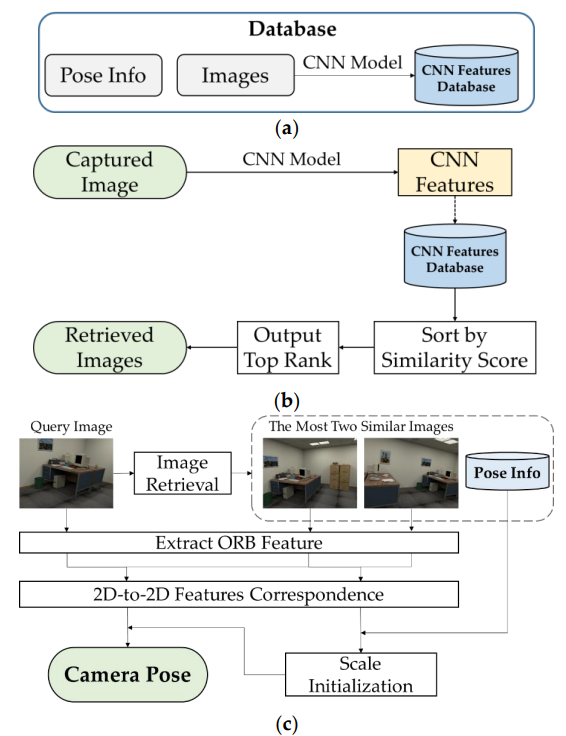 Database
Pose Info
Images
CNN Model
CNN Features
Database
(a)
Captured
Image
CNN Model
CNN
Features
CNN Features
Database
Retrieved
Images
Output
Top Rank
Sort by
Similarity Score
(b)
Query Image
The Most Two Similar Images
Image
Retrieval
Pose Info
Extract ORB Feature
2D-to-2D Features Correspondence
Camera Pose
Scale
Initialization
(c)